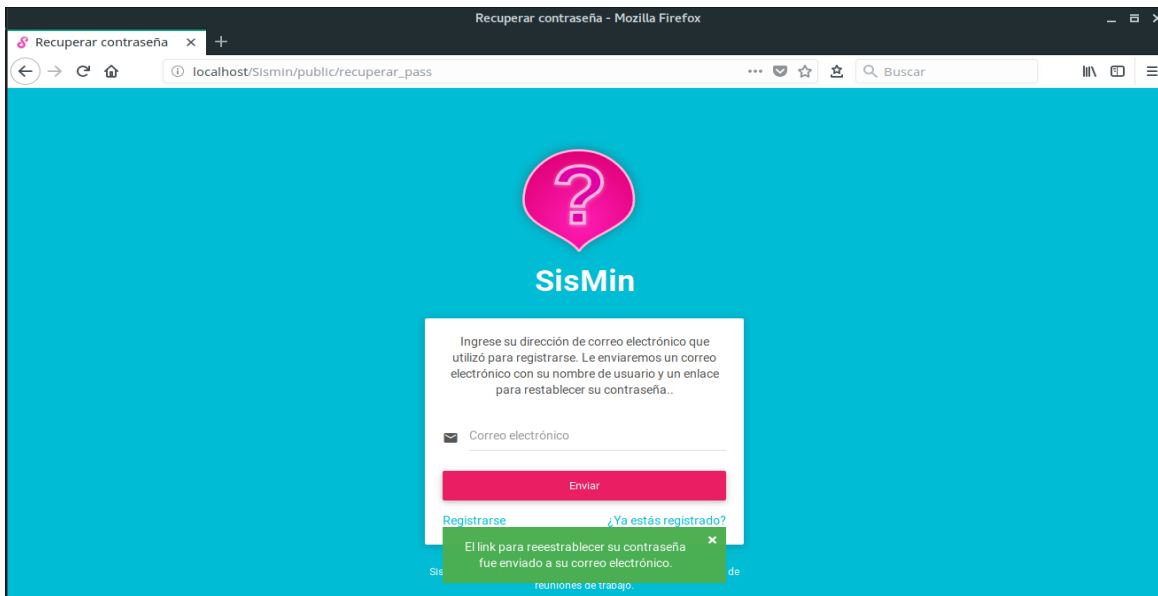 Recuperar contraseña - Mozilla Firefox
Recuperar contraseña
localhost/Sismin/public/recuperar_pass
Buscar
?
SisMin
Ingrese su dirección de correo electrónico que
utilizó para registrarse. Le enviaremos un correo
electrónico con su nombre de usuario y un enlace
para restablecer su contraseña..
Correo electrónico
Enviar
Registrarse
¿Ya estás registrado?
El link para reeestrablecer su contraseña
fue enviado a su correo electrónico.
de
reuniones de trabajo.